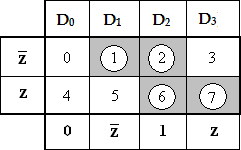 D₀ D₁ D₂ D₃
z̅ 0 1 2 3
z 4 5 6 7
0 z̅ 1 z